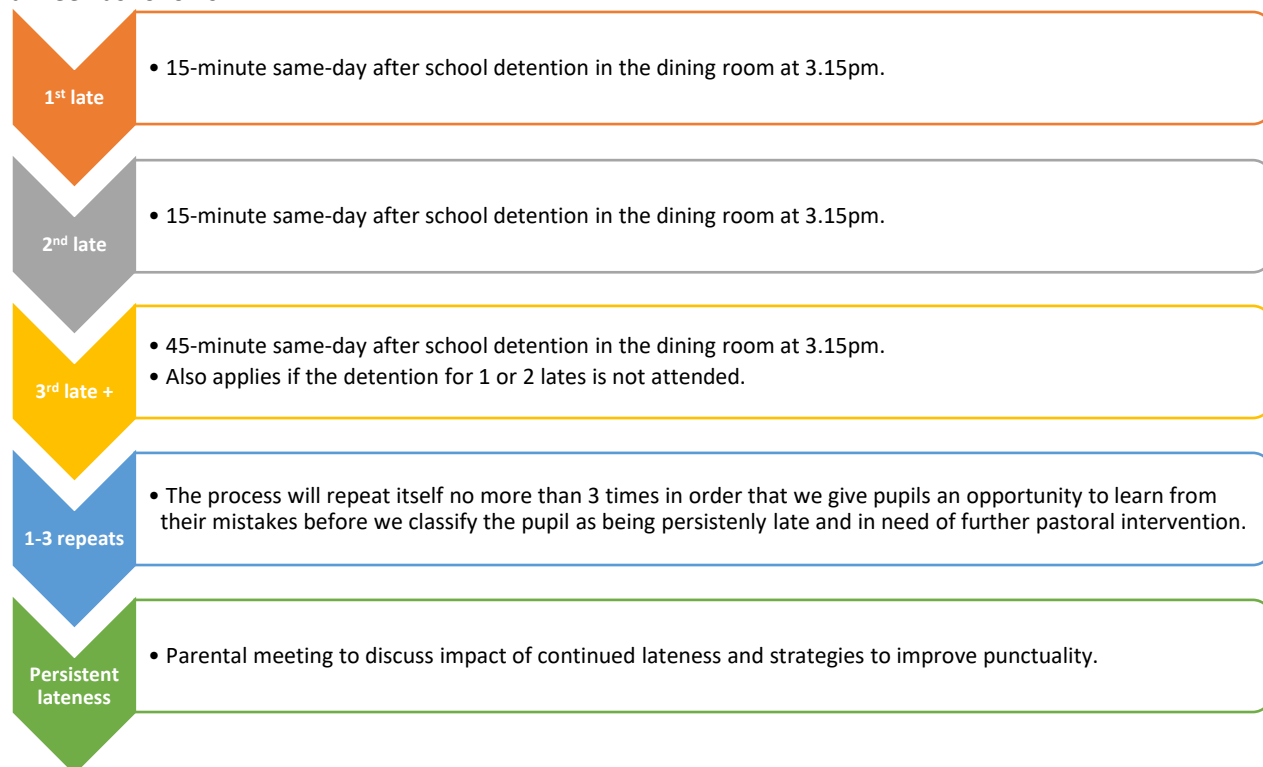 1st late
• 15-minute same-day after school detention in the dining room at 3.15pm.
2nd late
• 15-minute same-day after school detention in the dining room at 3.15pm.
3rd late +
• 45-minute same-day after school detention in the dining room at 3.15pm.
• Also applies if the detention for 1 or 2 lates is not attended.
1-3 repeats
• The process will repeat itself no more than 3 times in order that we give pupils an opportunity to learn from
their mistakes before we classify the pupil as being persistenly late and in need of further pastoral intervention.
Persistent
lateness
• Parental meeting to discuss impact of continued lateness and strategies to improve punctuality.